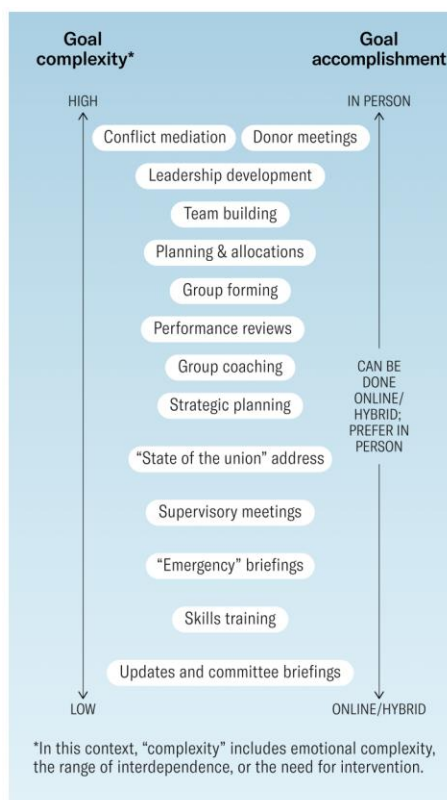 Goal complexity*
Goal accomplishment
HIGH
IN PERSON
Conflict mediation
Donor meetings
Leadership development
Team building
Planning & allocations
Group forming
Performance reviews
Group coaching
Strategic planning
CAN BE
DONE
ONLINE/
HYBRID;
PREFER IN
PERSON
“State of the union” address
Supervisory meetings
“Emergency” briefings
Skills training
Updates and committee briefings
LOW
ONLINE/HYBRID
*In this context, “complexity” includes emotional complexity,
the range of interdependence, or the need for intervention.